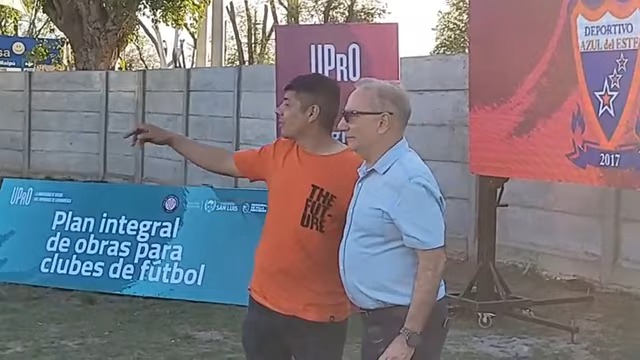 UPRO
DEPORTIVO
AZUL del ESTE
2017
THE
FUT
URE
UPRO
SAN LUIS
Plan integral
de obras para
clubes de fútbol